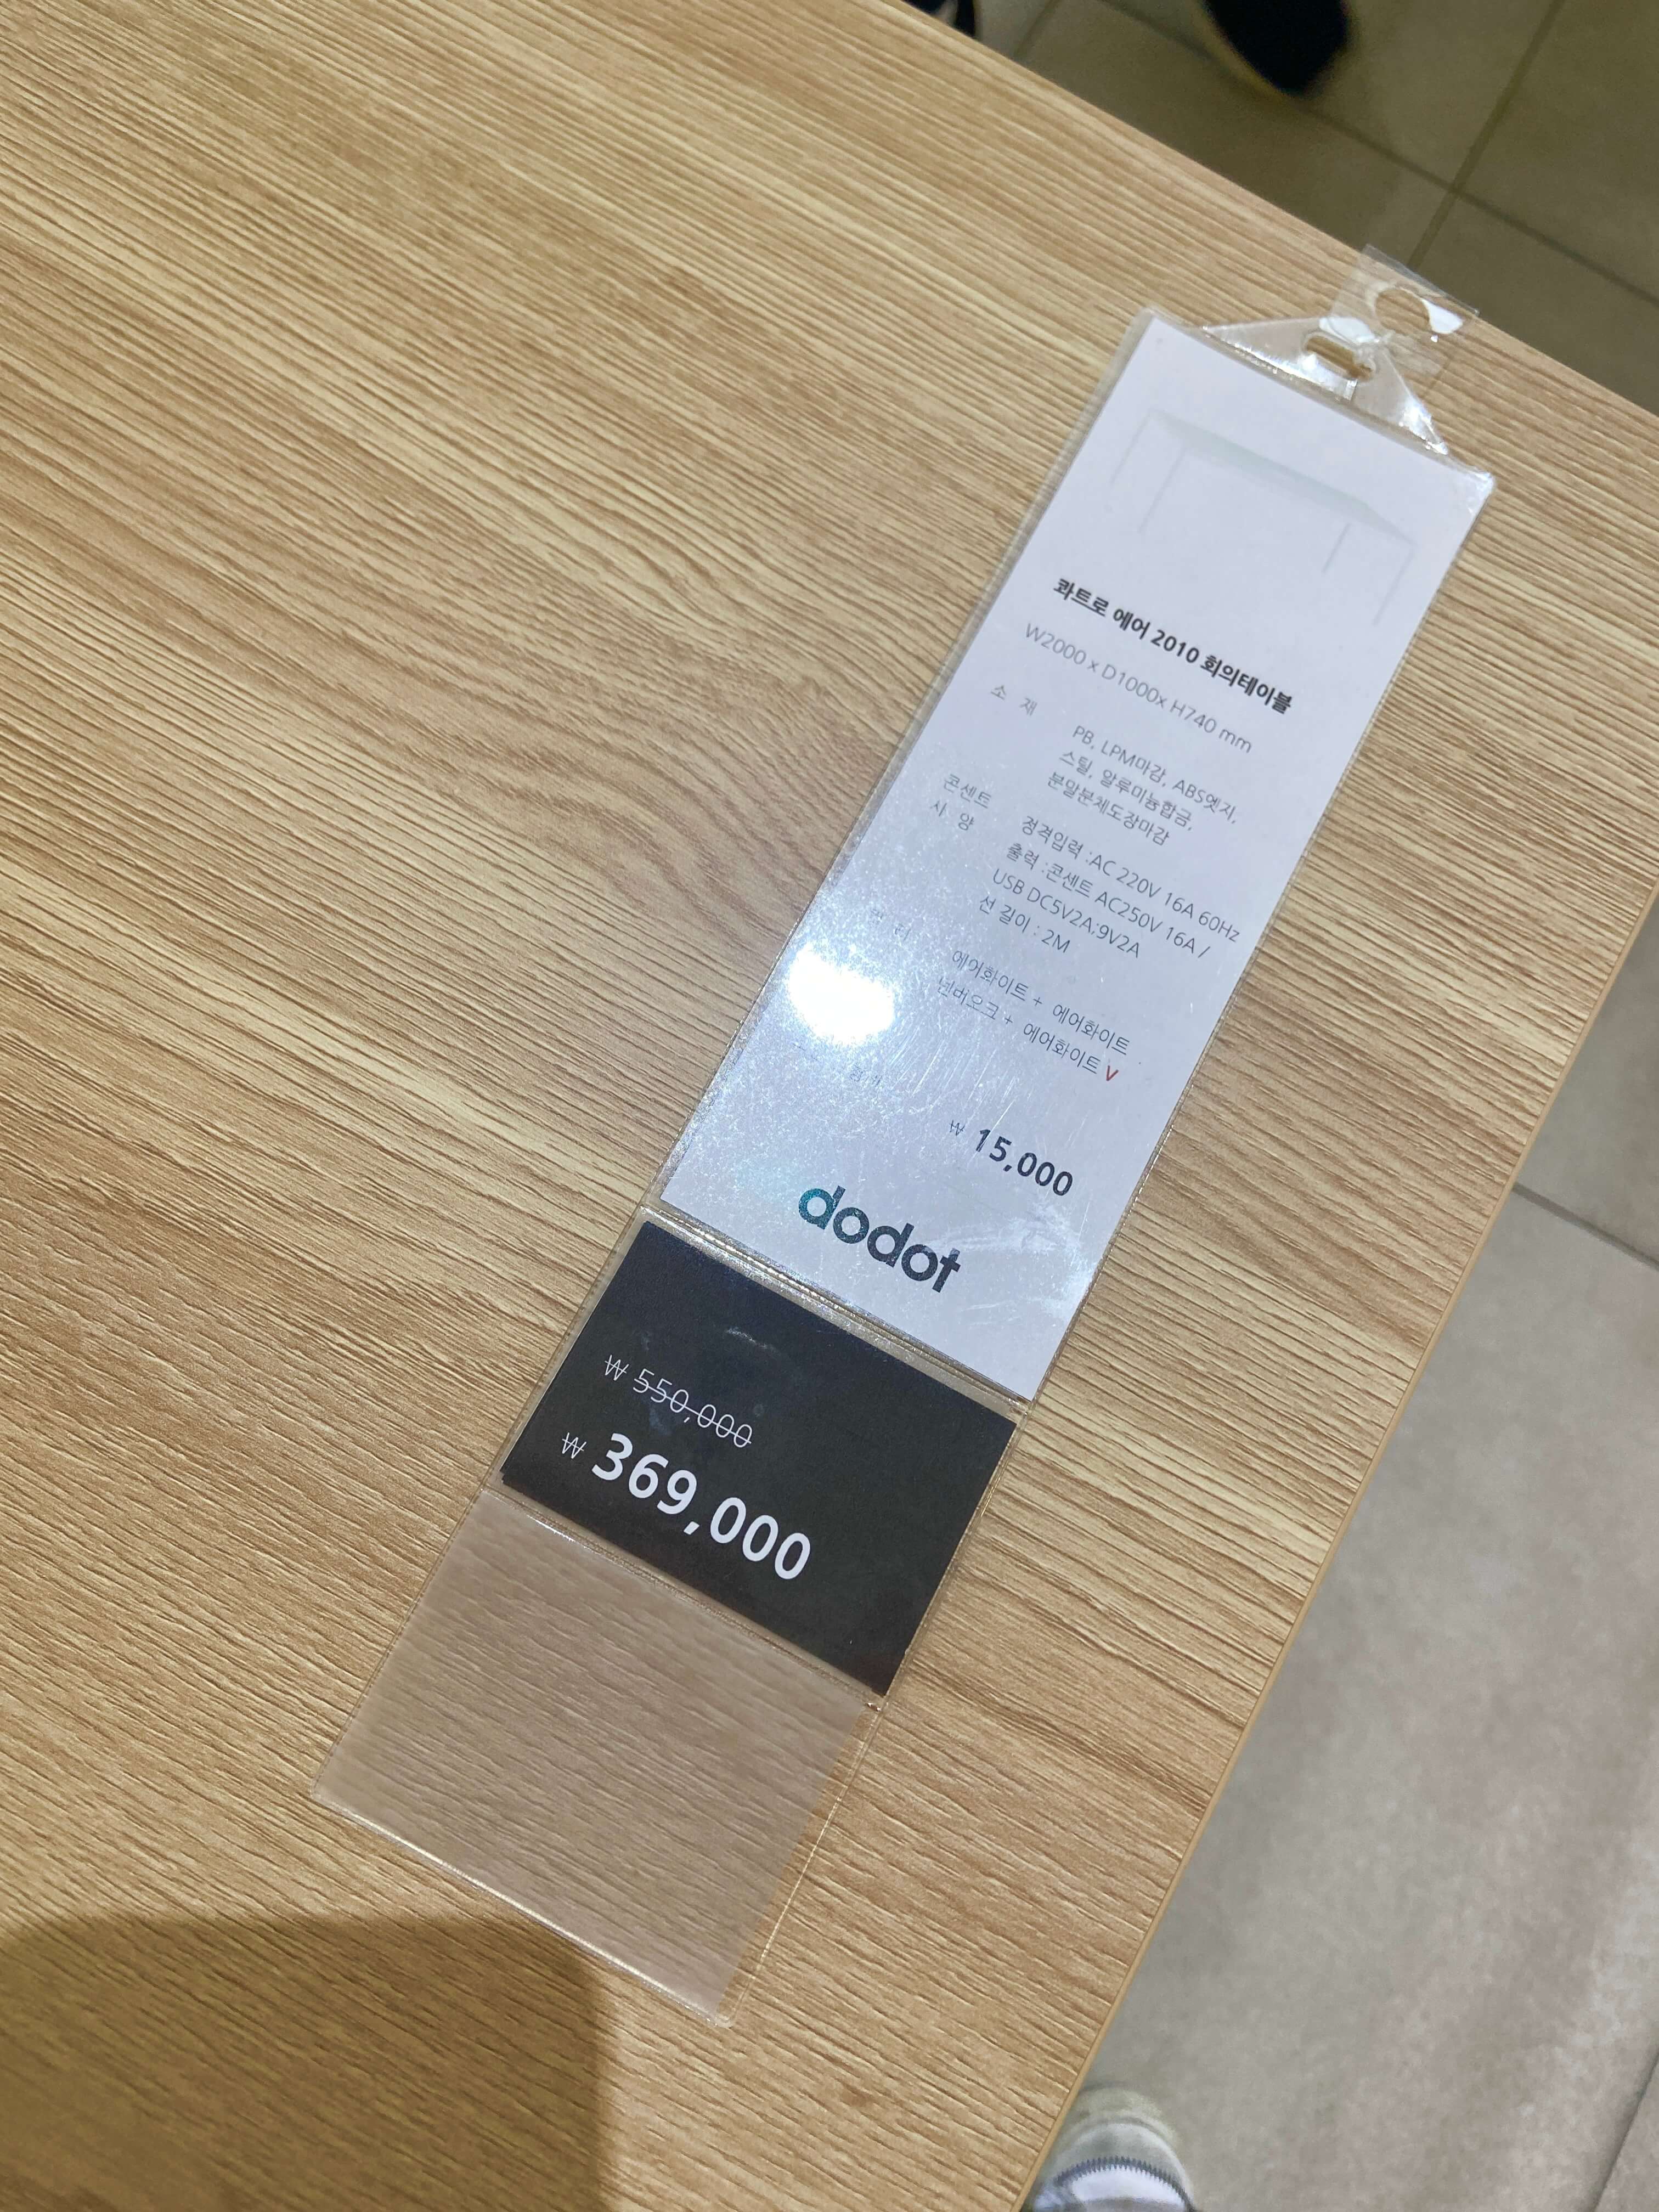 콰트로 에어 2010 회의테이블
W2000 x D1000x H740 mm
소 재
PB, LPM마감, ABS엣지,
스틸, 알루미늄합금,
분말분체도장마감
콘센트
사 양
정격입력 :AC 220V 16A 60Hz
출력 :콘센트 AC250V 16A /
USB DC5V2A;9V2A
선 길이 : 2M
에어화이트 + 에어화이트
넌버오크 + 에어화이트 V
₩ 15,000
dodot
₩ 550,000
₩ 369,000